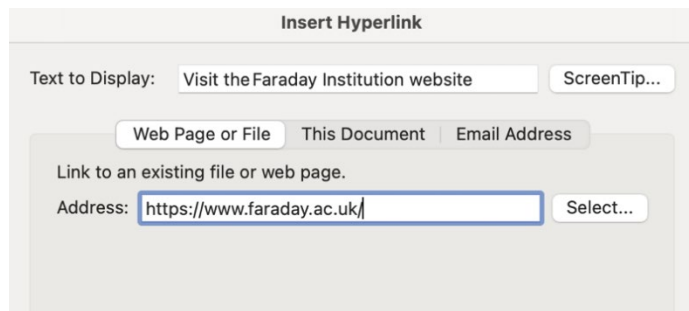 Insert Hyperlink
Text to Display: Visit the Faraday Institution website ScreenTip...
Web Page or File This Document Email Address
Link to an existing file or web page.
Address: https://www.faraday.ac.uk/ Select...